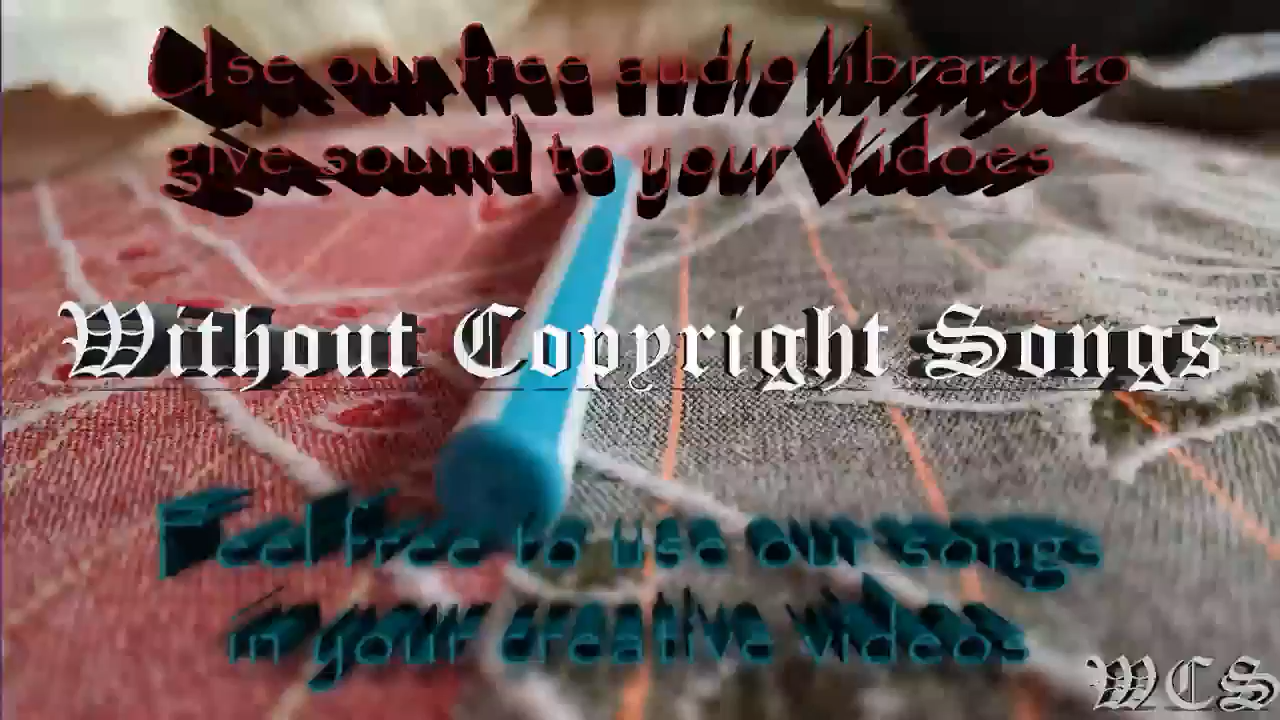 Use our free audio library to
give sound to your Vidoes
Without Copyright Songs
Feel free to use our songs
in your creative videos
WCS